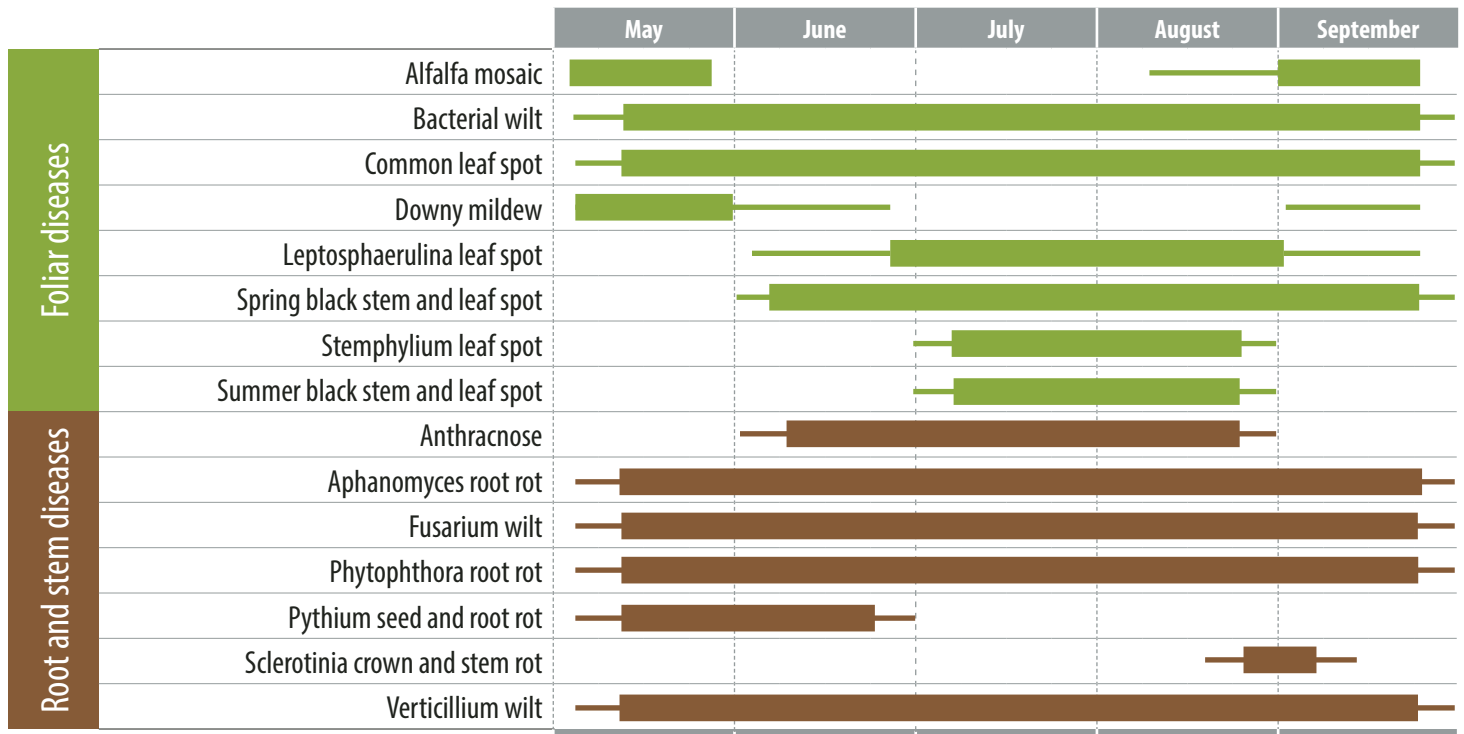 May June July August September
Foliar diseases
Alfalfa mosaic
Bacterial wilt
Common leaf spot
Downy mildew
Leptosphaerulina leaf spot
Spring black stem and leaf spot
Stemphylium leaf spot
Summer black stem and leaf spot
Root and stem diseases
Anthracnose
Aphanomyces root rot
Fusarium wilt
Phytophthora root rot
Pythium seed and root rot
Sclerotinia crown and stem rot
Verticillium wilt